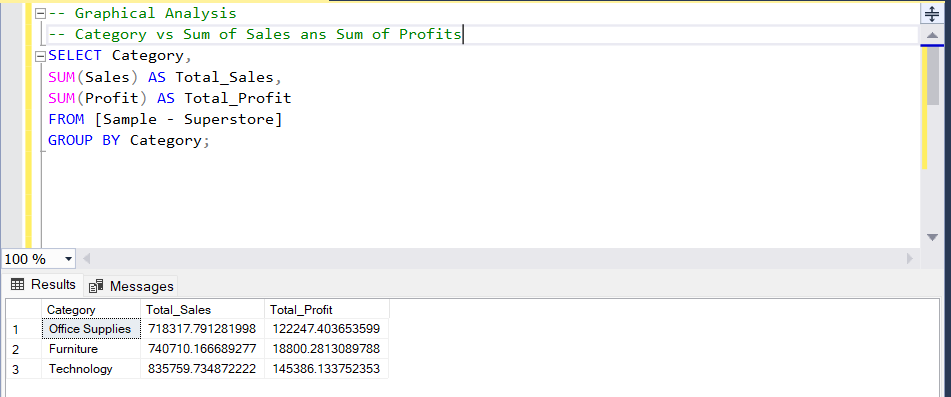 -- Graphical Analysis
-- Category vs Sum of Sales ans Sum of Profits
SELECT Category,
SUM(Sales) AS Total_Sales,
SUM(Profit) AS Total_Profit
FROM [Sample - Superstore]
GROUP BY Category;
100 %
Results Messages
Category Total_Sales Total_Profit
1 Office Supplies 718317.791281998 122247.403653599
2 Furniture 740710.166689277 18800.2813089788
3 Technology 835759.734872222 145386.133752353